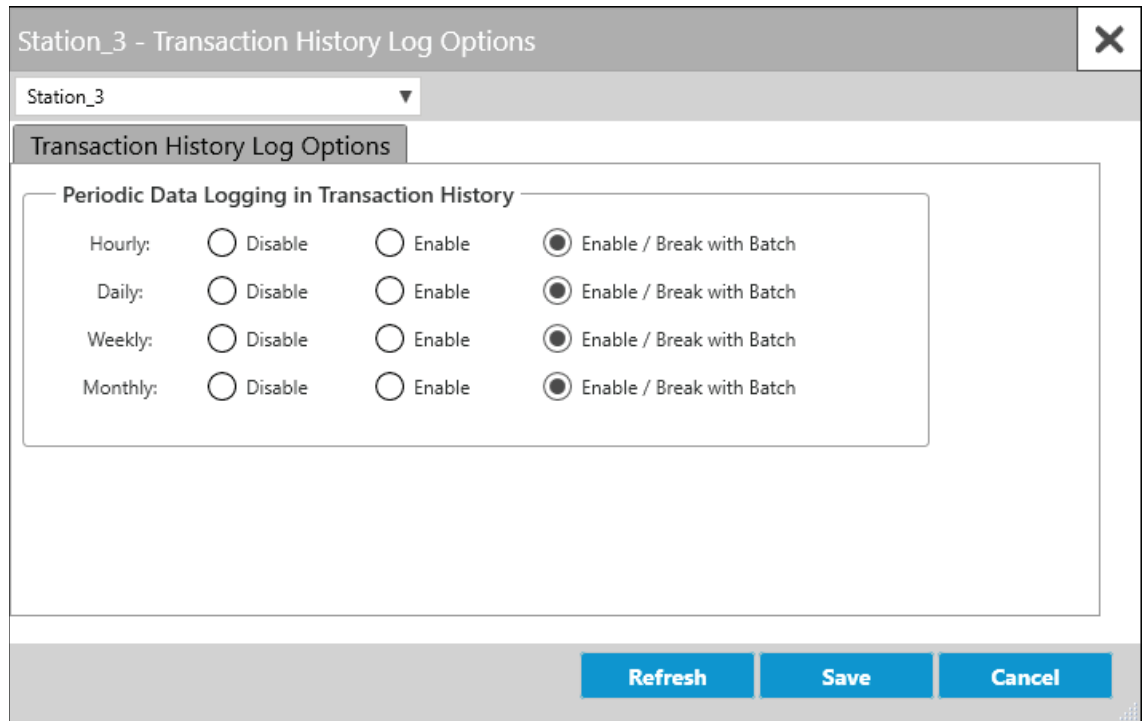 Station_3 - Transaction History Log Options
Station_3
Transaction History Log Options
Periodic Data Logging in Transaction History
Hourly: Disable Enable Enable / Break with Batch
Daily: Disable Enable Enable / Break with Batch
Weekly: Disable Enable Enable / Break with Batch
Monthly: Disable Enable Enable / Break with Batch
Refresh Save Cancel